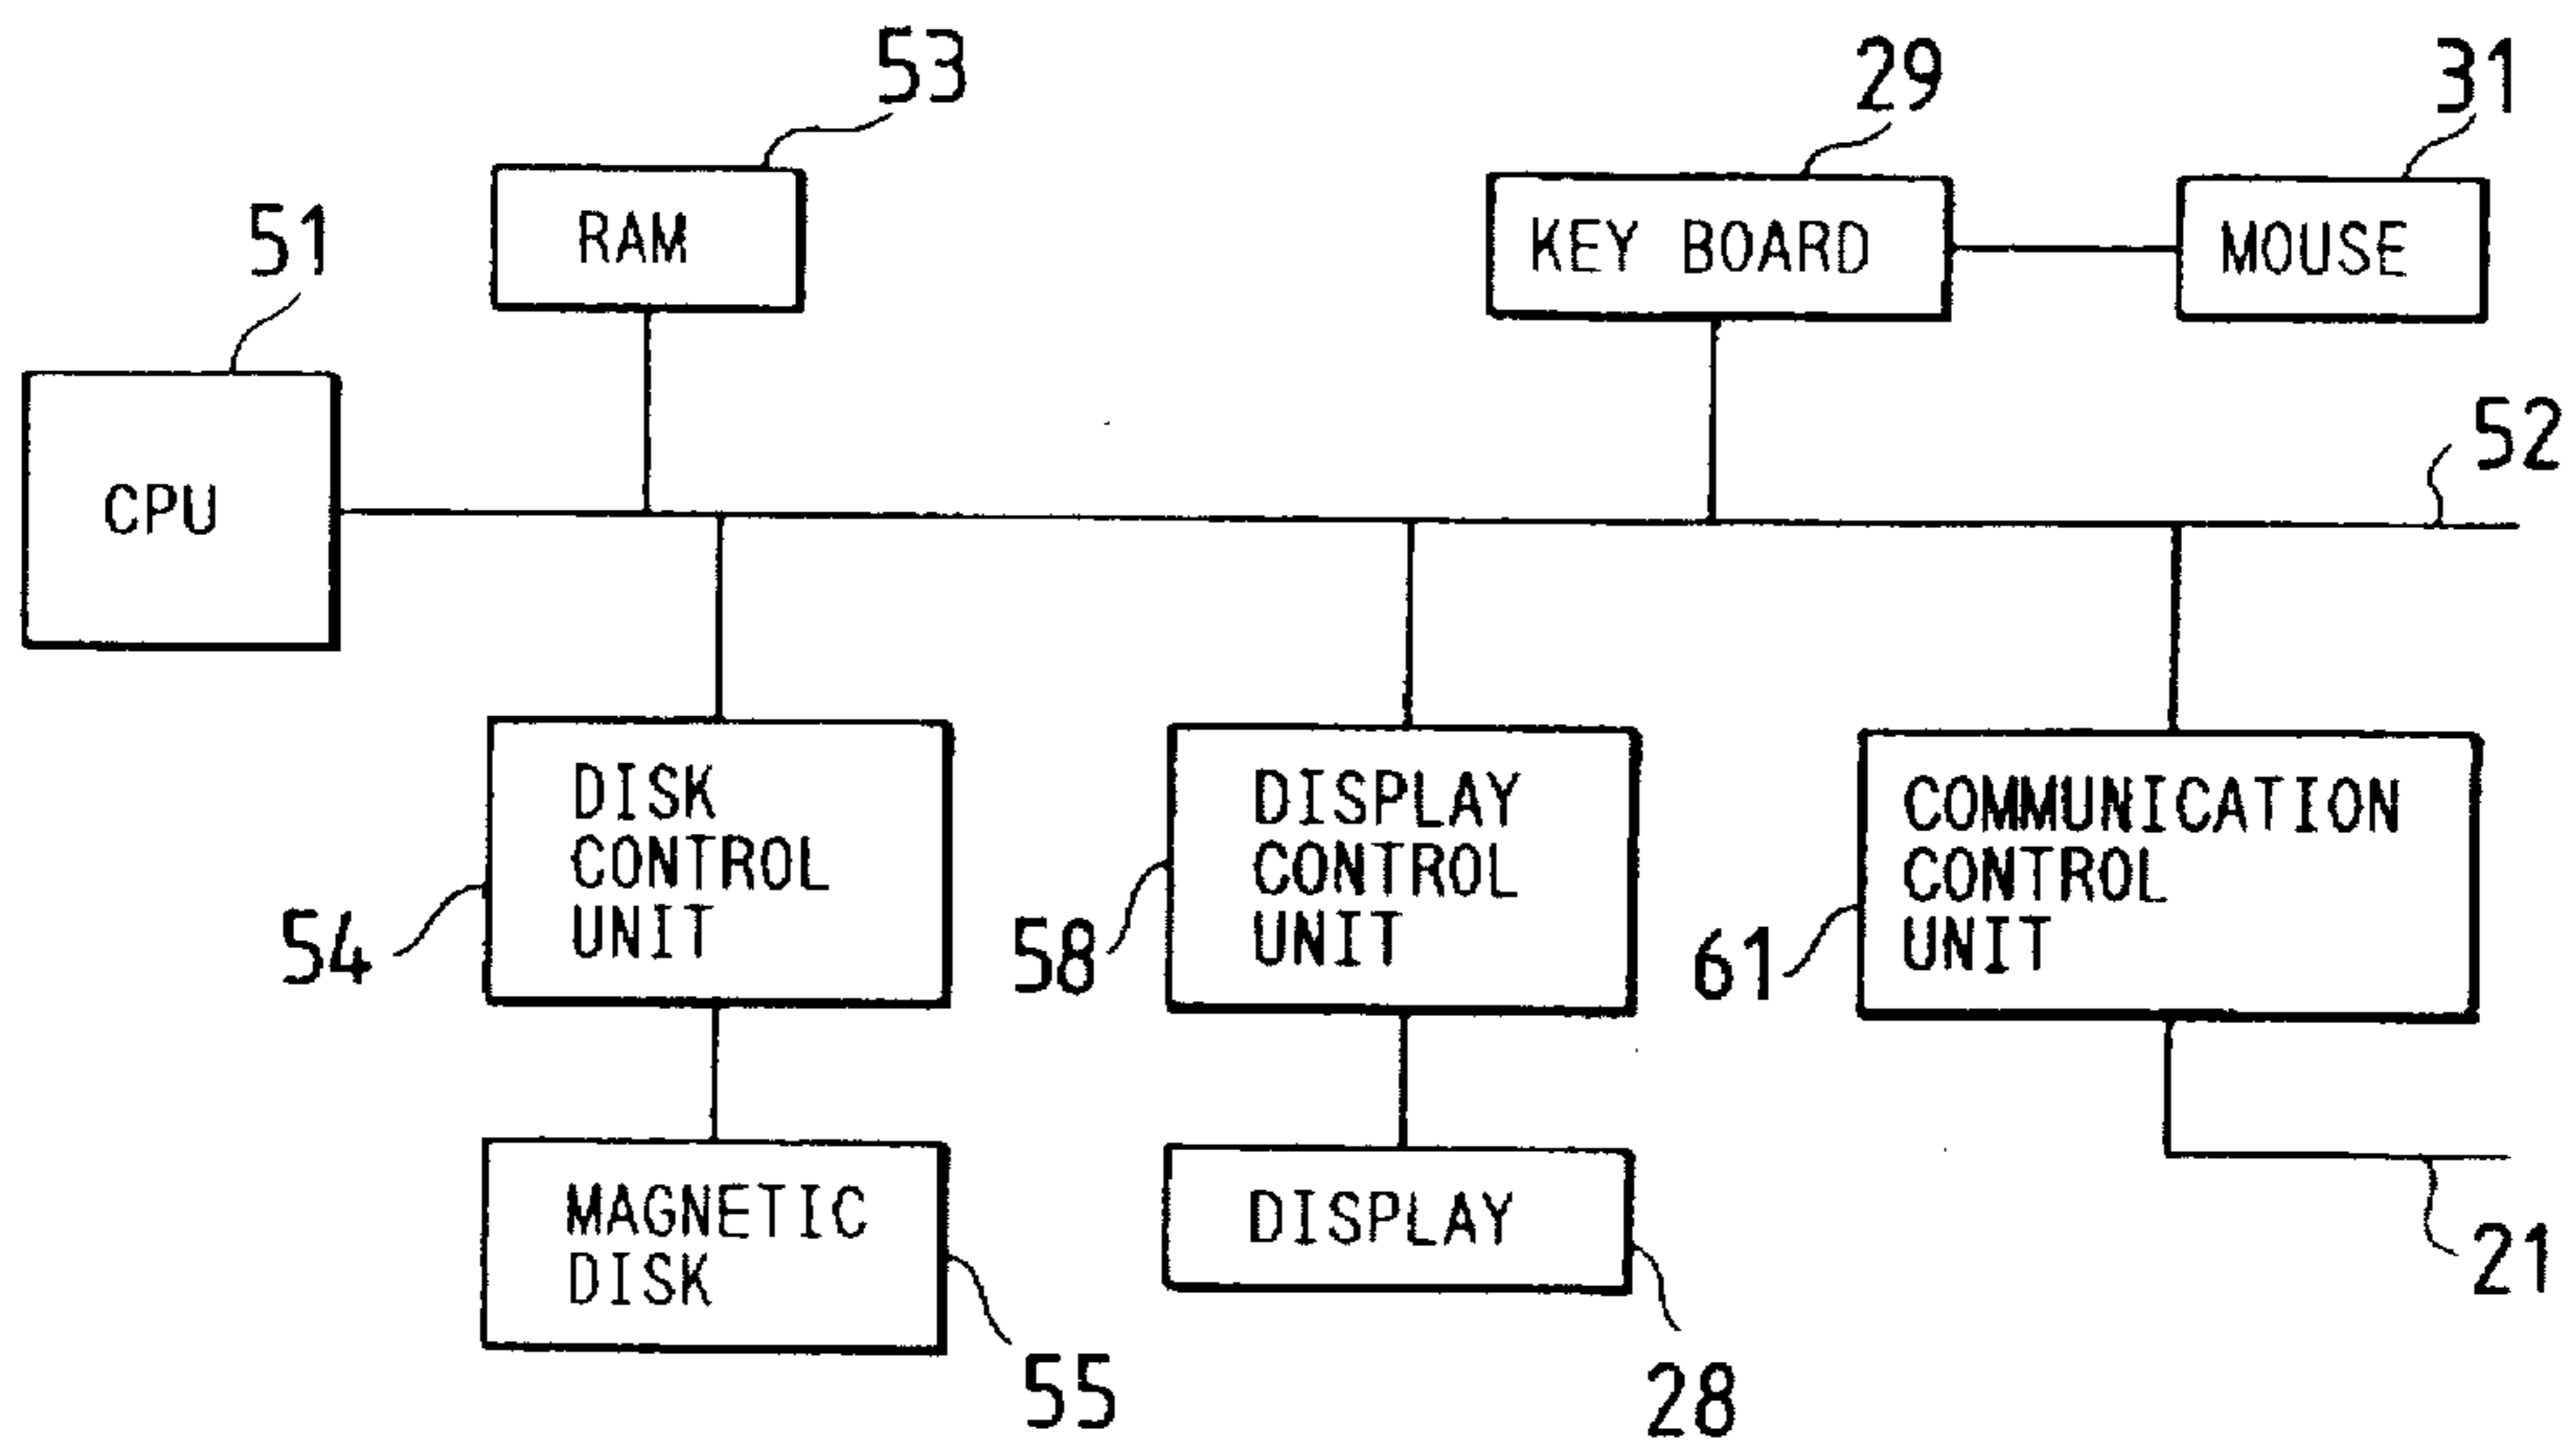 53
29
31
51
RAM
KEY BOARD
MOUSE
52
CPU
DISK
CONTROL
UNIT
54
DISPLAY
CONTROL
UNIT
58
COMMUNICATION
CONTROL
UNIT
61
MAGNETIC
DISK
55
DISPLAY
28
21